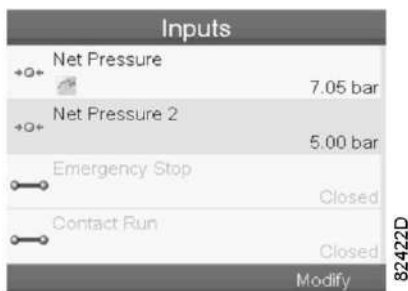 Inputs
Net Pressure
7.05 bar
Net Pressure 2
5.00 bar
Emergency Stop
Closed
Contact Run
Closed
Modify
82422D